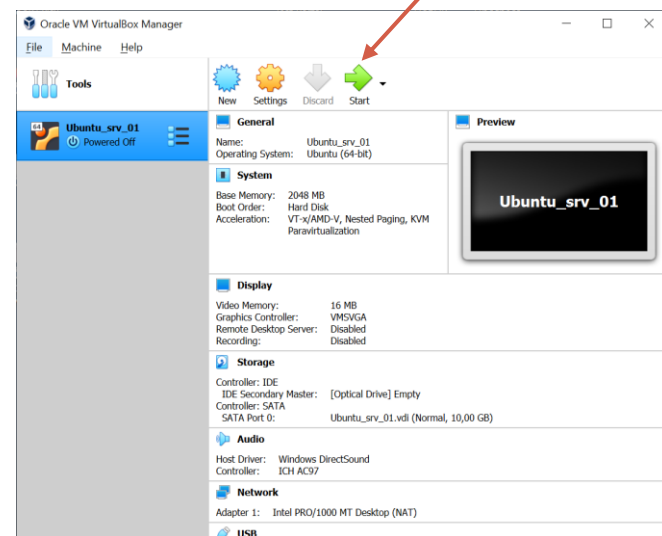 Oracle VM VirtualBox Manager
File Machine Help
Tools
New Settings Discard Start
64 Ubuntu_srv_01
Powered Off
General
Name: Ubuntu_srv_01
Operating System: Ubuntu (64-bit)
Preview
Ubuntu_srv_01
System
Base Memory: 2048 MB
Boot Order: Hard Disk
Acceleration: VT-x/AMD-V, Nested Paging, KVM
Paravirtualization
Display
Video Memory: 16 MB
Graphics Controller: VMSVGA
Remote Desktop Server: Disabled
Recording: Disabled
Storage
Controller: IDE
IDE Secondary Master: [Optical Drive] Empty
Controller: SATA
SATA Port 0: Ubuntu_srv_01.vdi (Normal, 10,00 GB)
Audio
Host Driver: Windows DirectSound
Controller: ICH AC97
Network
Adapter 1: Intel PRO/1000 MT Desktop (NAT)
USB